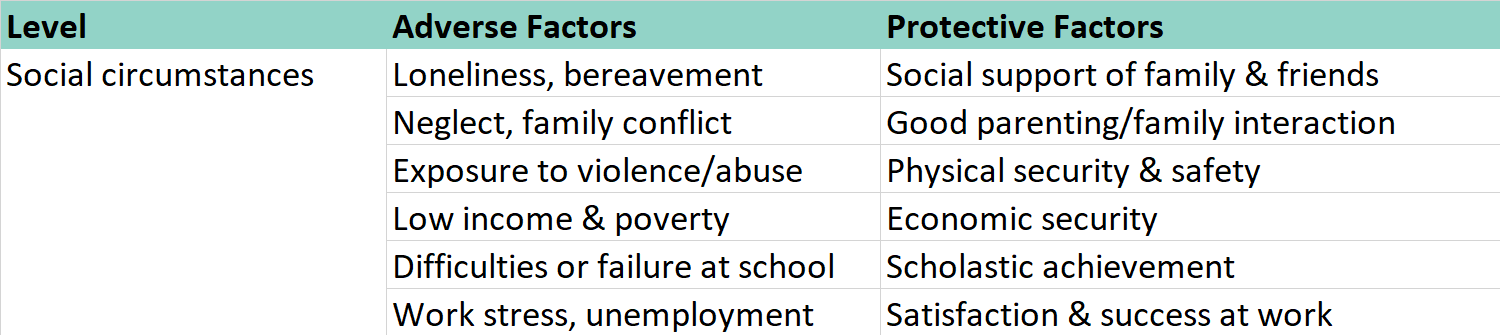 Level Adverse Factors Protective Factors
Social circumstances Loneliness, bereavement Social support of family & friends
Neglect, family conflict Good parenting/family interaction
Exposure to violence/abuse Physical security & safety
Low income & poverty Economic security
Difficulties or failure at school Scholastic achievement
Work stress, unemployment Satisfaction & success at work